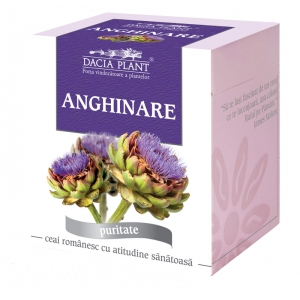 DACIA PLANT
Forța vindecătoare a plantelor
ANGHINARE
puritate
ceai românesc cu atitudine sănătoasă